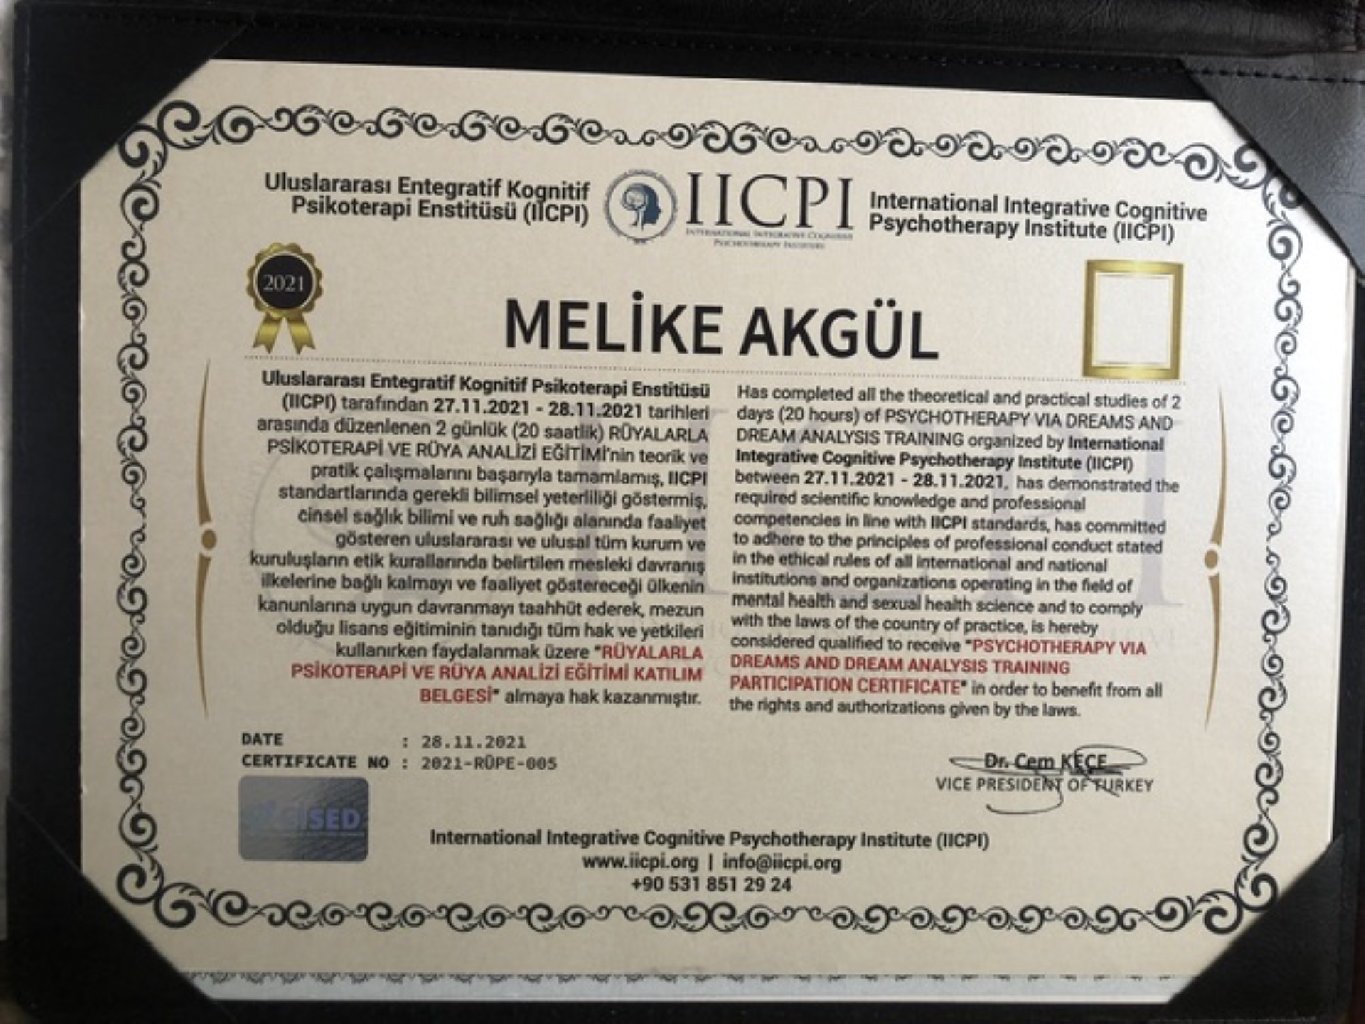 Uluslararası Entegratif Kognitif
Psikoterapi Enstitüsü (IICPI)
IICPI
INTERNATIONAL INTEGRATIVE COGNITIVE
PSYCHOTHERAPY INSTITUTE
International Integrative Cognitive
Psychotherapy Institute (IICPI)
2021
MELİKE AKGÜL
Uluslararası Entegratif Kognitif Psikoterapi Enstitüsü
(IICPI) tarafından 27.11.2021 - 28.11.2021 tarihleri
arasında düzenlenen 2 günlük (20 saatlik) RÜYALARLA
PSİKOTERAPİ VE RÜYA ANALİZİ EĞİTİMİ'nin teorik ve
pratik çalışmalarını başarıyla tamamlamış, IICPI
standartlarında gerekli bilimsel yeterliliği göstermiş,
cinsel sağlık bilimi ve ruh sağlığı alanında faaliyet
gösteren uluslararası ve ulusal tüm kurum ve
kuruluşların etik kurallarında belirtilen mesleki davranış
ilkelerine bağlı kalmayı ve faaliyet göstereceği ülkenin
kanunlarına uygun davranmayı taahhüt ederek, mezun
olduğu lisans eğitiminin tanıdığı tüm hak ve yetkileri
kullanırken faydalanmak üzere "RÜYALARLA
PSİKOTERAPİ VE RÜYA ANALİZİ EĞİTİMİ KATILIM
BELGESİ" almaya hak kazanmıştır.
Has completed all the theoretical and practical studies of 2
days (20 hours) of PSYCHOTHERAPY VIA DREAMS AND
DREAM ANALYSIS TRAINING organized by International
Integrative Cognitive Psychotherapy Institute (IICPI)
between 27.11.2021 - 28.11.2021, has demonstrated the
required scientific knowledge and professional
competencies in line with IICPI standards, has committed
to adhere to the principles of professional conduct stated
in the ethical rules of all international and national
institutions and organizations operating in the field of
mental health and sexual health science and to comply
with the laws of the country of practice, is hereby
considered qualified to receive "PSYCHOTHERAPY VIA
DREAMS AND DREAM ANALYSIS TRAINING
PARTICIPATION CERTIFICATE" in order to benefit from all
the rights and authorizations given by the laws.
DATE : 28.11.2021
CERTIFICATE NO : 2021-RÜPE-005
Dr. Cem KEÇE
VICE PRESIDENT OF TURKEY
CISED
International Integrative Cognitive Psychotherapy Institute (IICPI)
www.iicpi.org | info@iicpi.org
+90 531 851 29 24